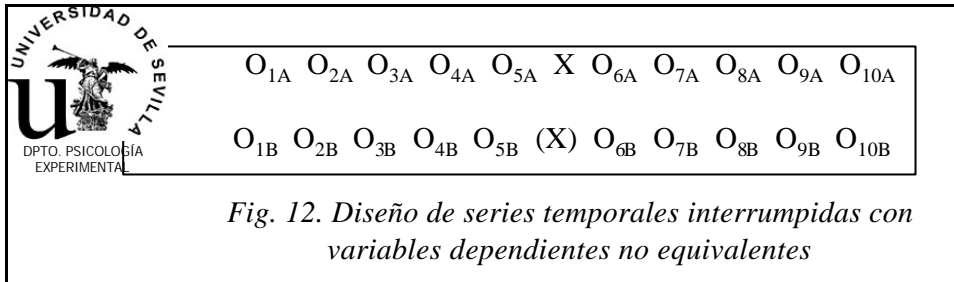 UNIVERSIDAD DE SEVILLA
u
DPTO. PSICOLOGÍA
EXPERIMENTAL
O1A O2A O3A O4A O5A X O6A O7A O8A O9A O10A
O1B O2B O3B O4B O5B (X) O6B O7B O8B O9B O10B
Fig. 12. Diseño de series temporales interrumpidas con
variables dependientes no equivalentes